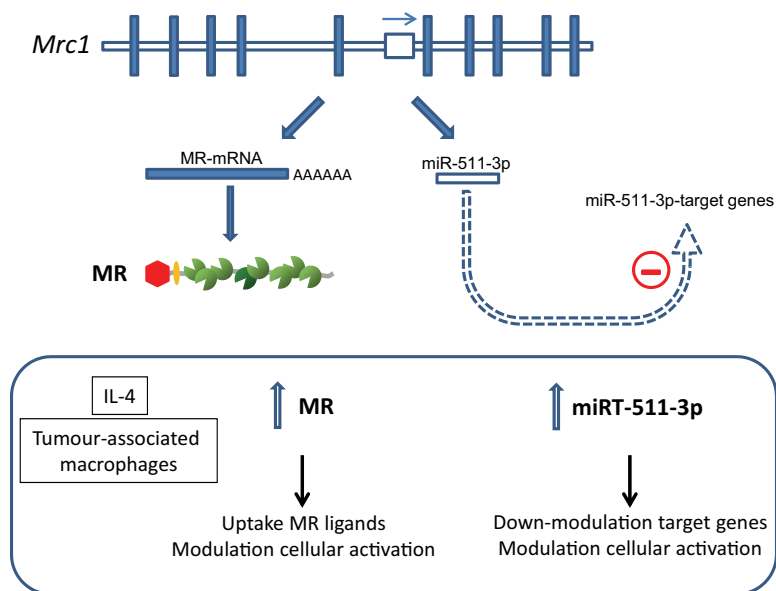 Mrc1
MR-mRNA
AAAAAA
miR-511-3p
miR-511-3p-target genes
MR
IL-4
Tumour-associated
macrophages
MR
miRT-511-3p
Uptake MR ligands
Modulation cellular activation
Down-modulation target genes
Modulation cellular activation